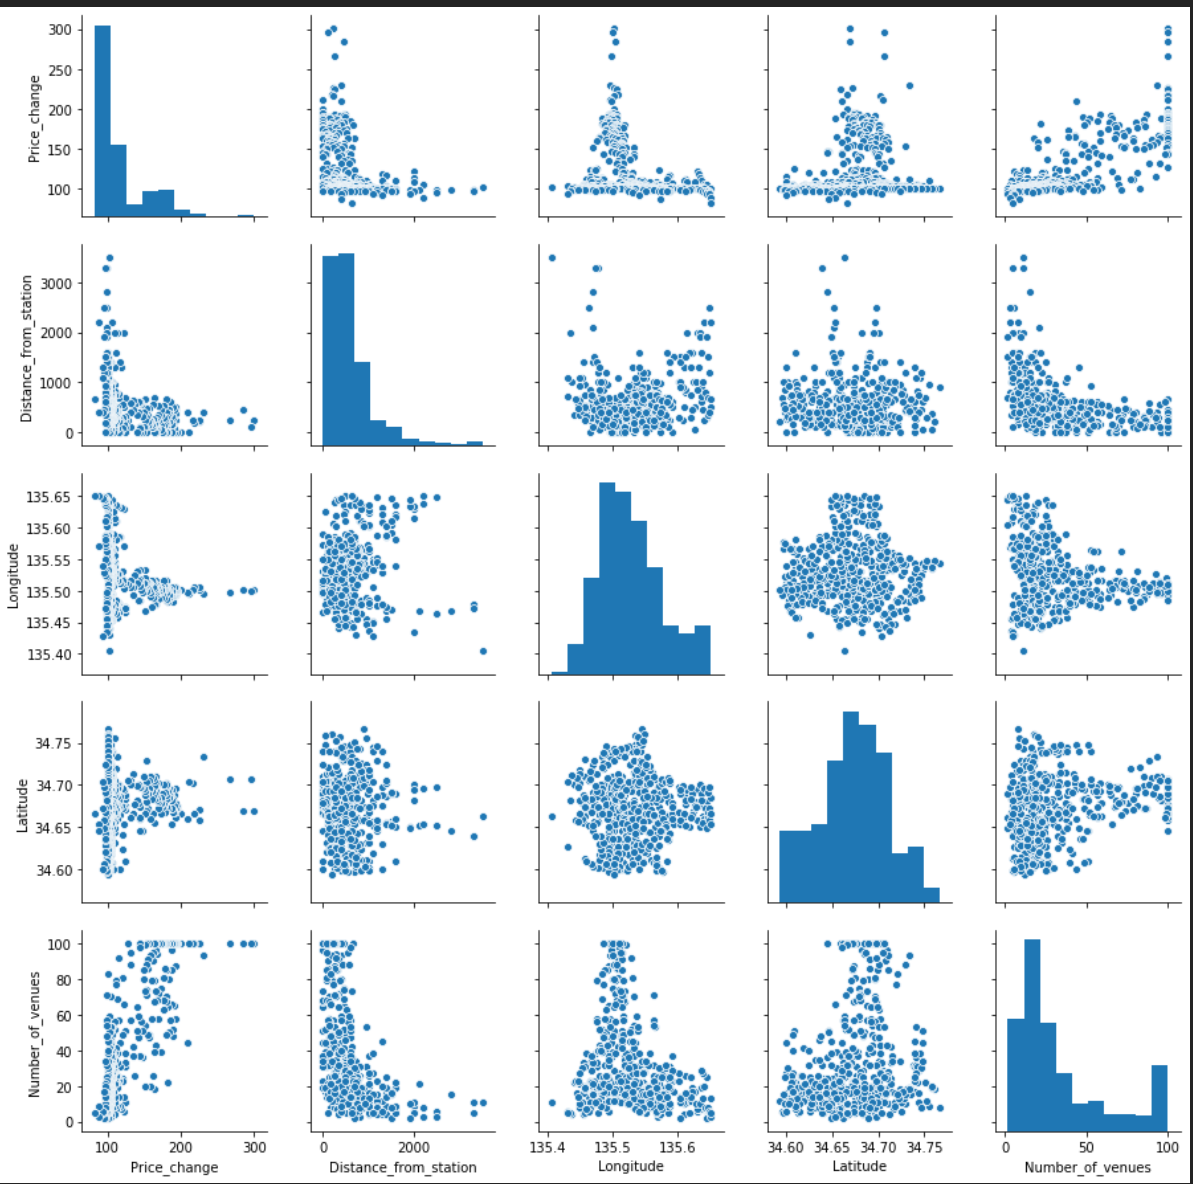 Price_change
300
250
200
150
100
Distance_from_station
3000
2000
1000
0
Longitude
135.65
135.60
135.55
135.50
135.45
135.40
Latitude
34.75
34.70
34.65
34.60
Number_of_venues
100
80
60
40
20
0
100 200 300
Price_change
0 2000
Distance_from_station
135.4 135.5 135.6
Longitude
34.60 34.65 34.70 34.75
Latitude
0 50 100
Number_of_venues